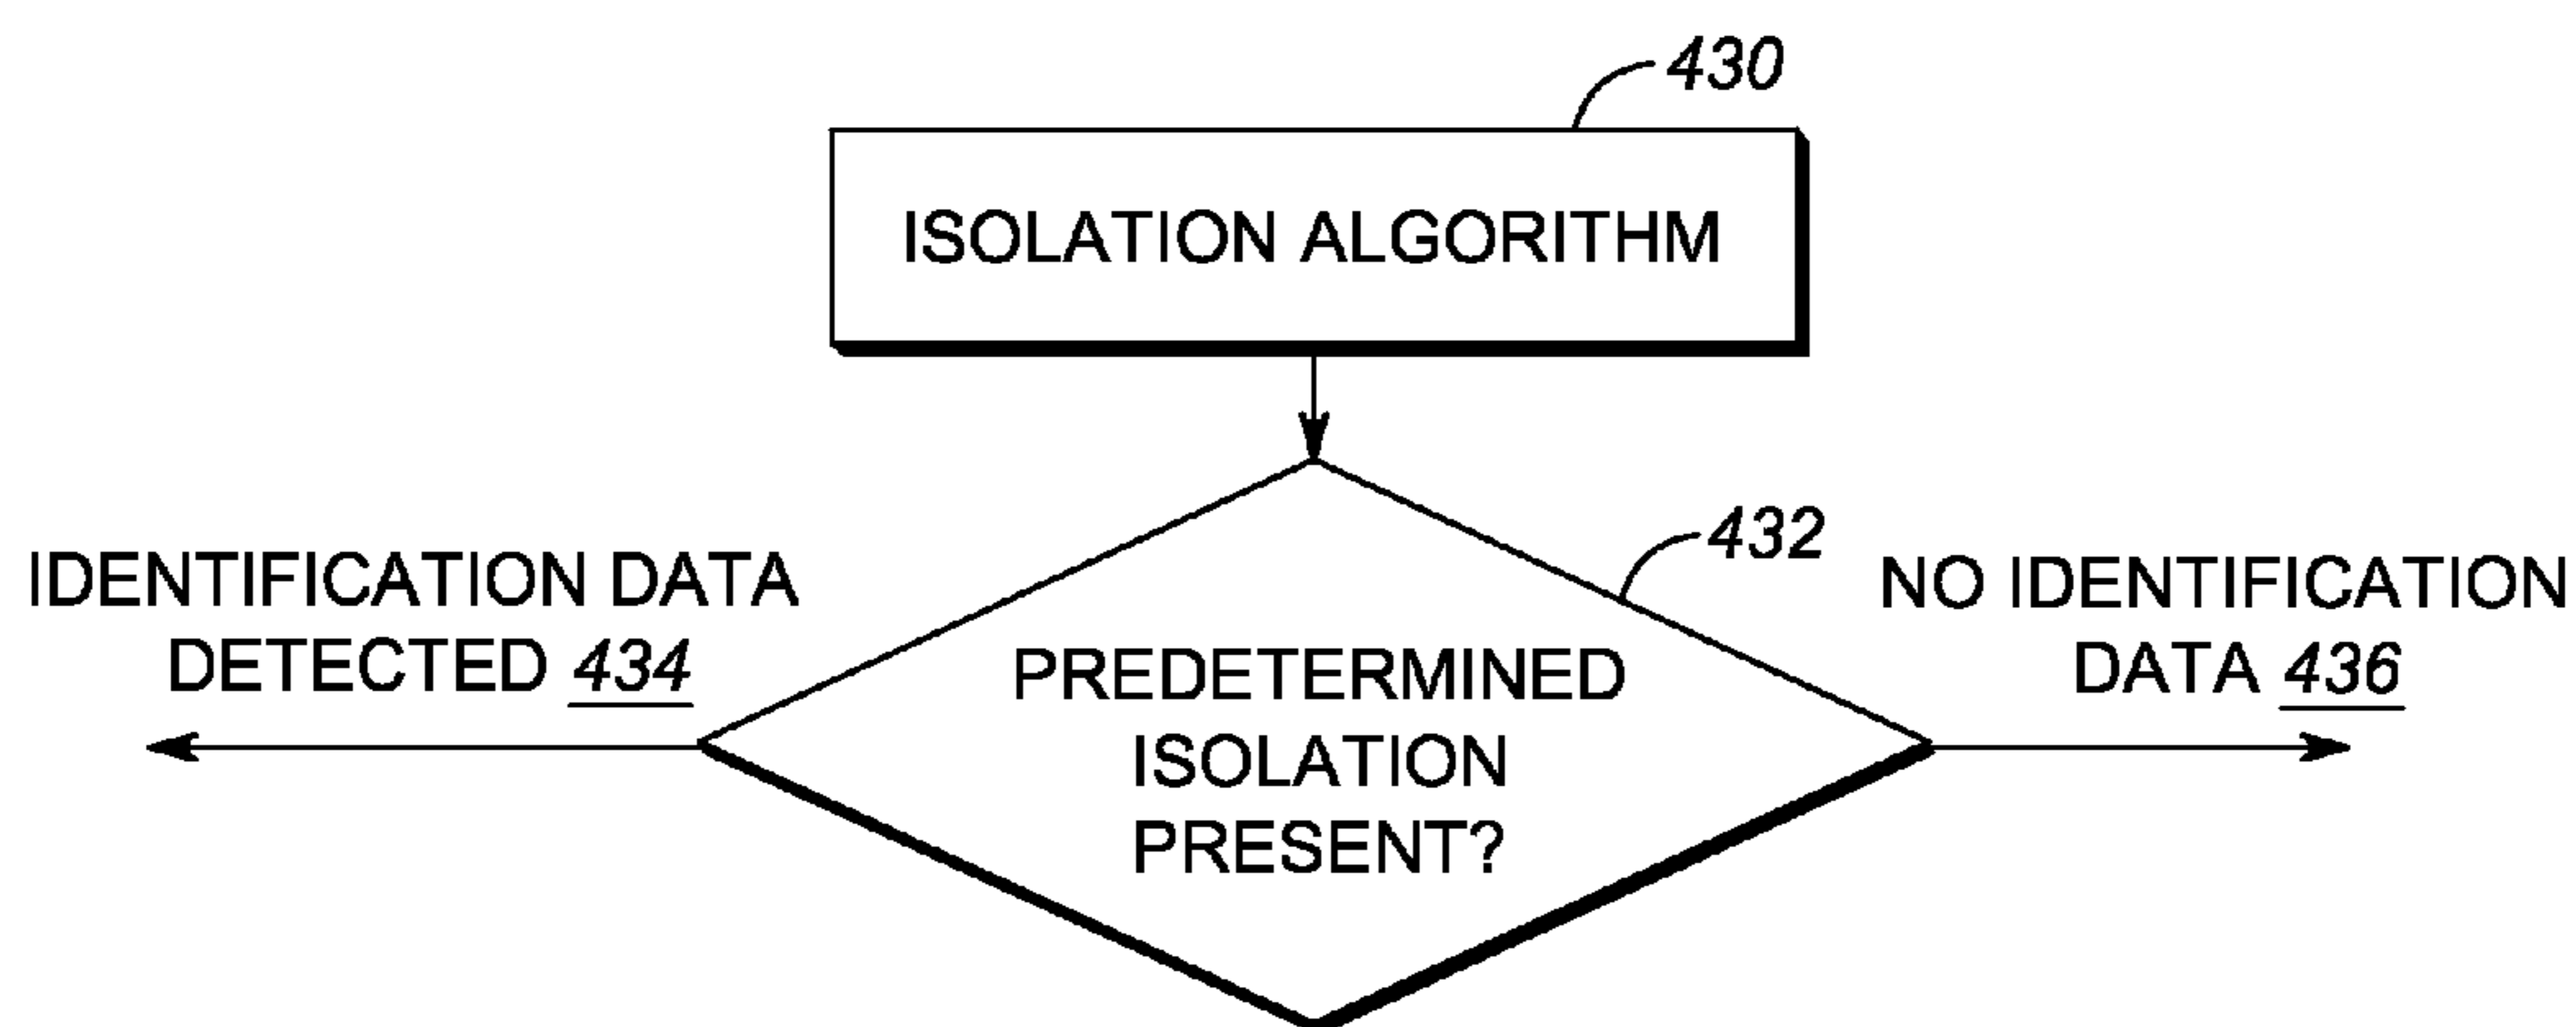 430
ISOLATION ALGORITHM
432
IDENTIFICATION DATA
DETECTED 434
PREDETERMINED
ISOLATION
PRESENT?
NO IDENTIFICATION
DATA 436